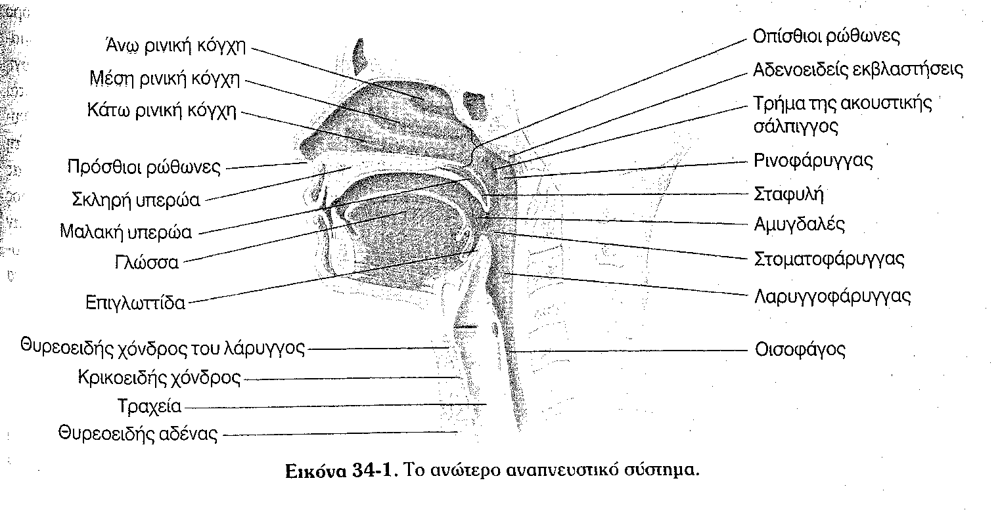 Άνω ρινική κόγχη
Μέση ρινική κόγχη
Κάτω ρινική κόγχη
Πρόσθιοι ρώθωνες
Σκληρή υπερώα
Μαλακή υπερώα
Γλώσσα
Επιγλωττίδα
Θυρεοειδής χόνδρος του λάρυγγος
Κρικοειδής χόνδρος
Τραχεία
Θυρεοειδής αδένας
Οπίσθιοι ρώθωνες
Αδενοειδείς εκβλαστήσεις
Τρήμα της ακουστικής
σάλπιγγος
Ρινοφάρυγγας
Σταφυλή
Αμυγδαλές
Στοματοφάρυγγας
Λαρυγγοφάρυγγας
Οισοφάγος
Εικόνα 34-1. Το ανώτερο αναπνευστικό σύστημα.